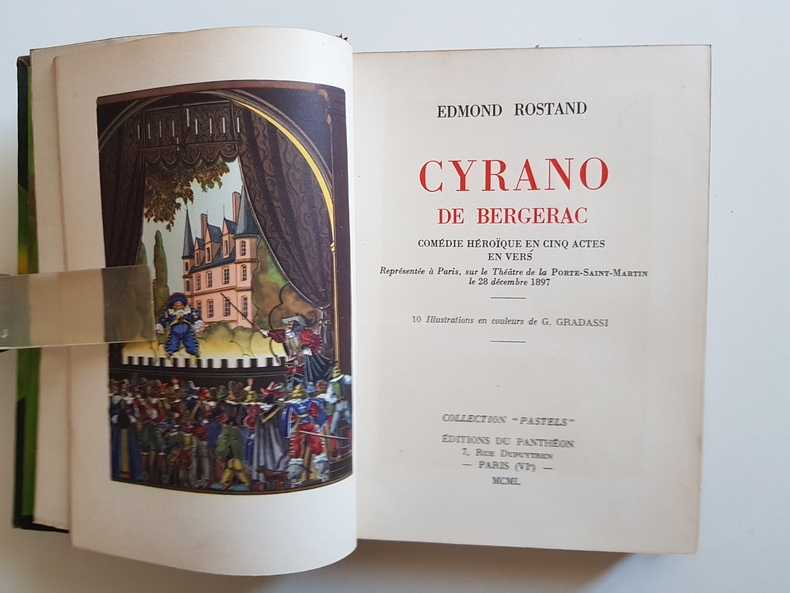 EDMOND ROSTAND
CYRANO
DE BERGERAC
COMÉDIE HÉROÏQUE EN CINQ ACTES
EN VERS
Représentée à Paris, sur le Théâtre de la PORTE-SAINT-MARTIN
le 28 décembre 1897
10 Illustrations en couleurs de G. GRADASSI
COLLECTION "PASTELS"
ÉDITIONS DU PANTHÉON
7, RUE DUPUYTREN
— PARIS (VIe) —
MCML